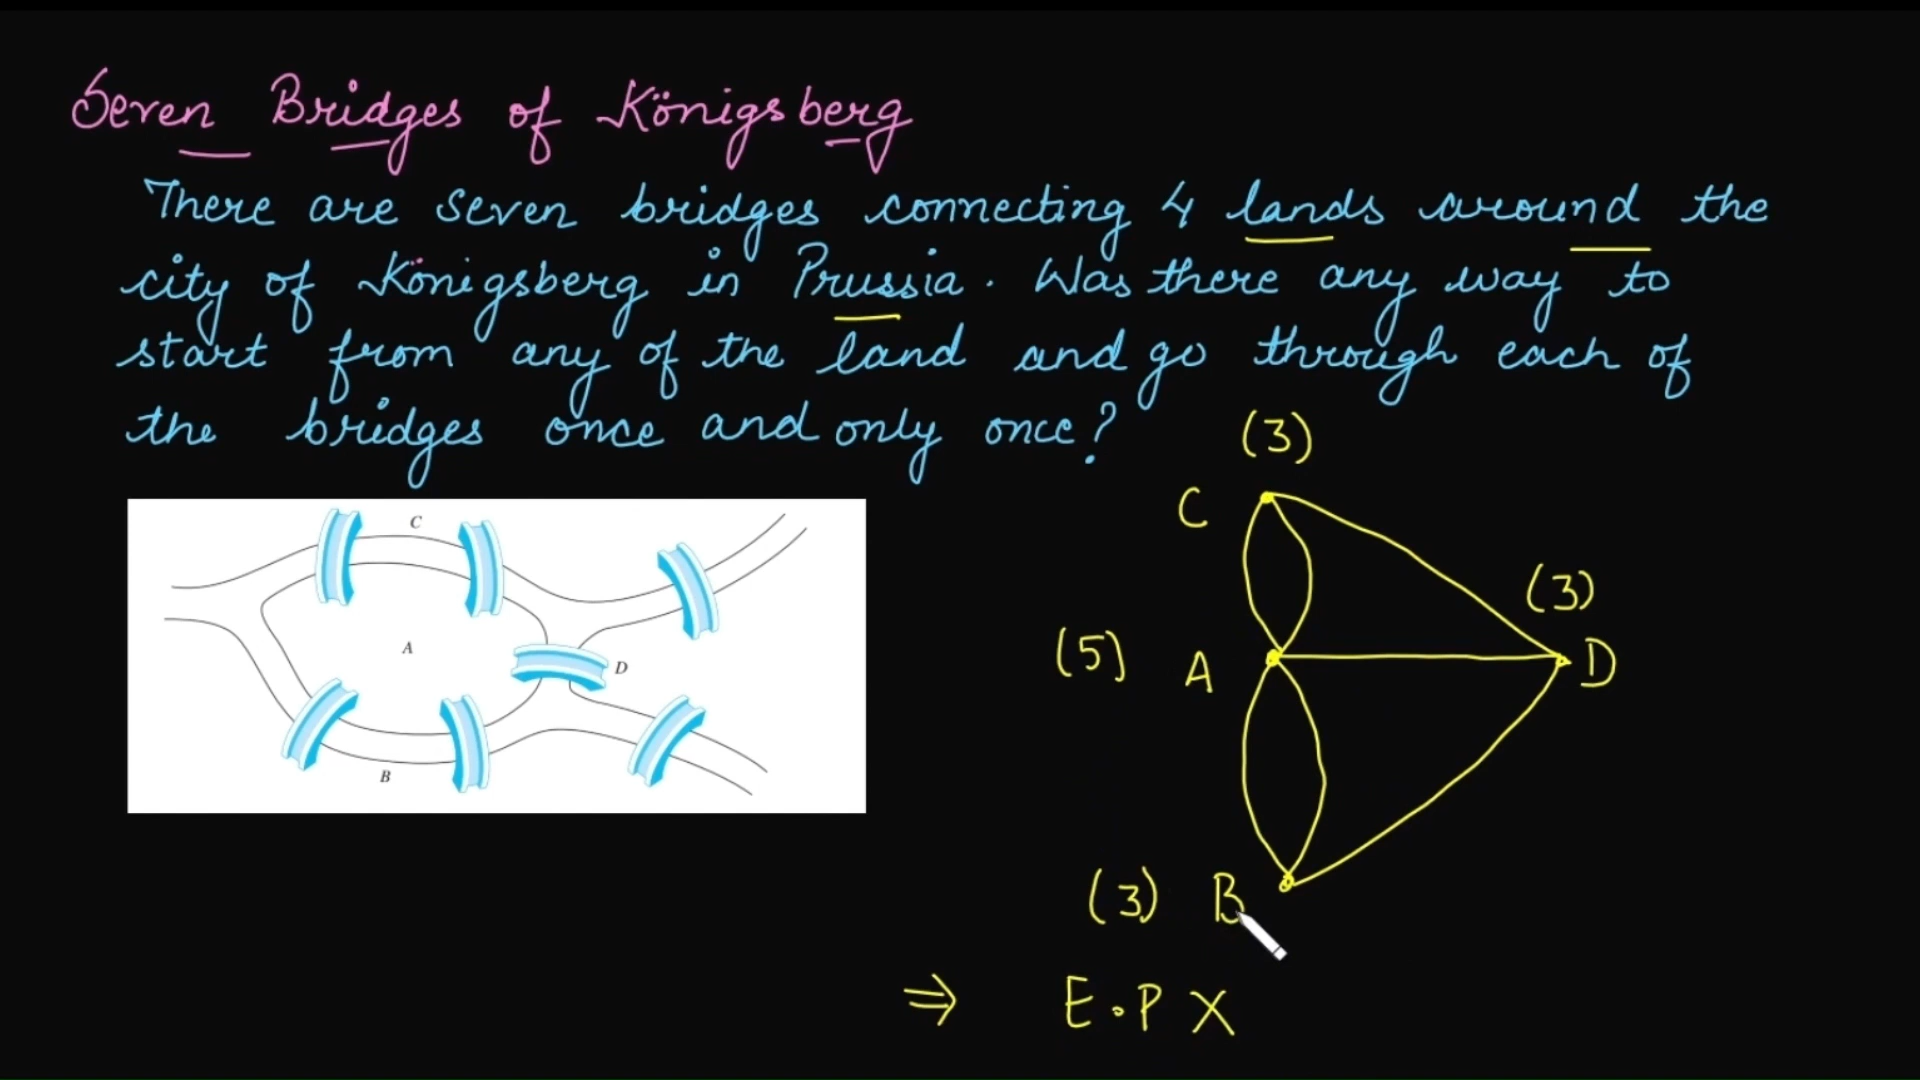 Seven Bridges of Königsberg
There are seven bridges connecting 4 lands around the
city of Königsberg in Prussia. Was there any way to
start from any of the land and go through each of
the bridges once and only once?
(3)
C
C
(3)
A
D
(5) A
D
B
(3) B
⇒ E.P X